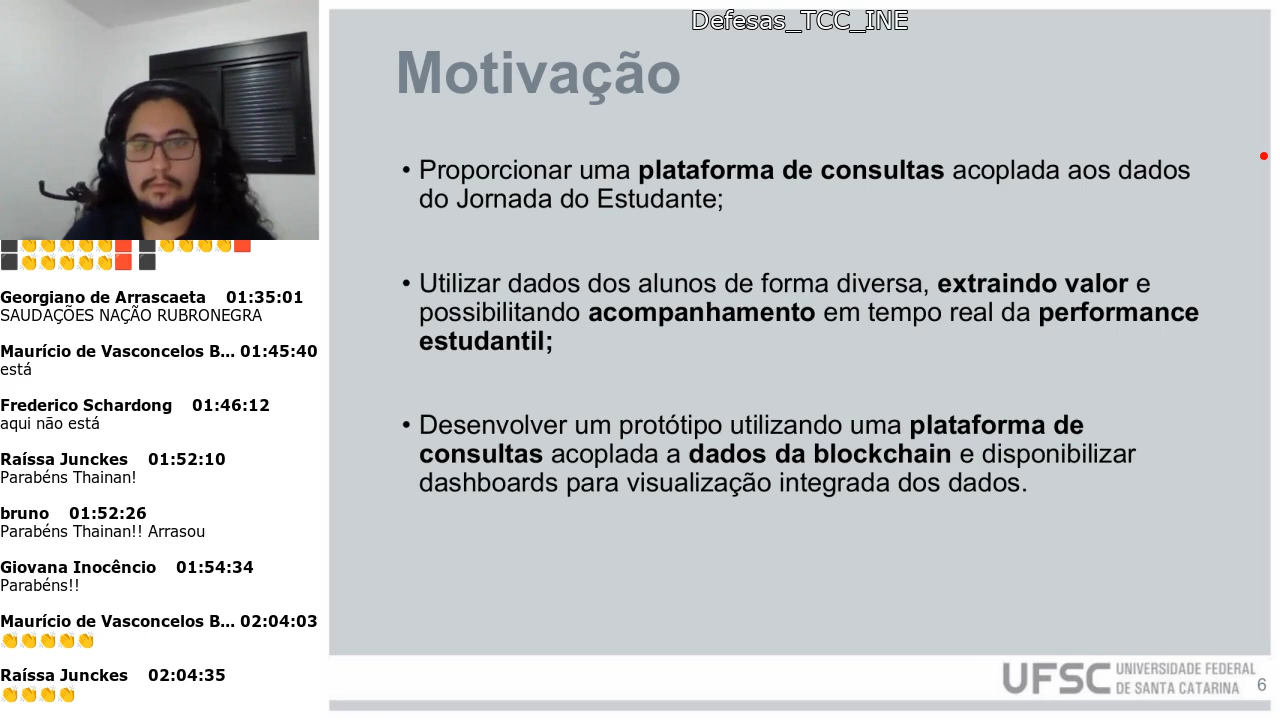 Defesas_TCC_INE
Motivação
• Proporcionar uma plataforma de consultas acoplada aos dados
do Jornada do Estudante;
• Utilizar dados dos alunos de forma diversa, extraindo valor e
possibilitando acompanhamento em tempo real da performance
estudantil;
• Desenvolver um protótipo utilizando uma plataforma de
consultas acoplada a dados da blockchain e disponibilizar
dashboards para visualização integrada dos dados.
UFSC UNIVERSIDADE FEDERAL
DE SANTA CATARINA
6
Georgiano de Arrascaeta 01:35:01
SAUDAÇÕES NAÇÃO RUBRONEGRA
Maurício de Vasconcelos B... 01:45:40
está
Frederico Schardong 01:46:12
aqui não está
Raíssa Junckes 01:52:10
Parabéns Thainan!
bruno 01:52:26
Parabéns Thainan!! Arrasou
Giovana Inocêncio 01:54:34
Parabéns!!
Maurício de Vasconcelos B... 02:04:03
👏👏👏👏👏
Raíssa Junckes 02:04:35
👏👏👏👏